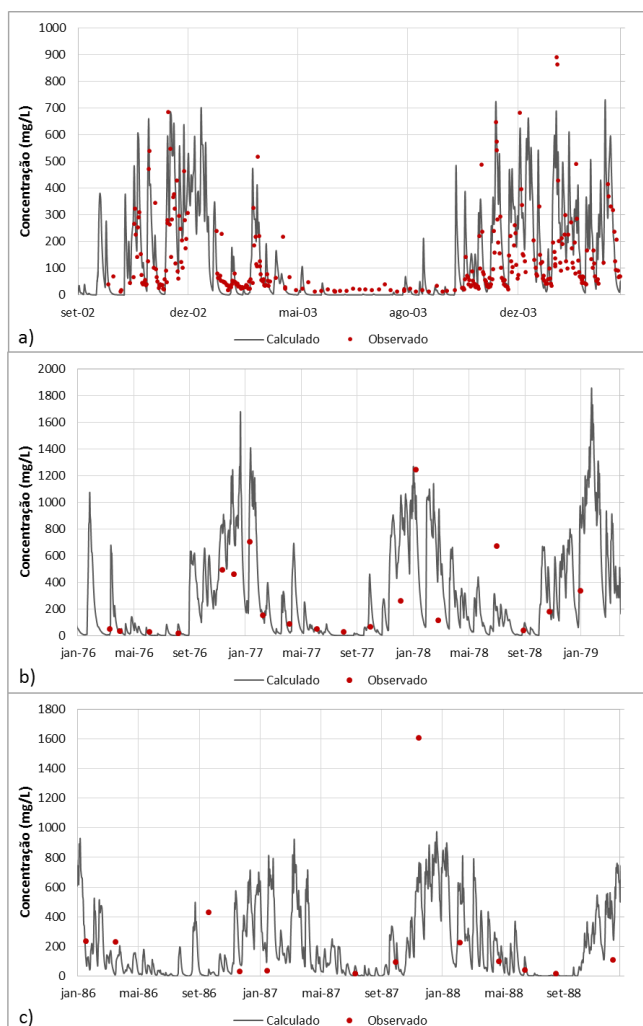 Concentração (mg/L)
1000
900
800
700
600
500
400
300
200
100
0
set-02 dez-02 mai-03 ago-03 dez-03
a)
Calculado Observado
Concentração (mg/L)
2000
1800
1600
1400
1200
1000
800
600
400
200
0
jan-76 mai-76 set-76 jan-77 mai-77 set-77 jan-78 mai-78 set-78 jan-79
b)
Calculado Observado
Concentração (mg/L)
1800
1600
1400
1200
1000
800
600
400
200
0
jan-86 mai-86 set-86 jan-87 mai-87 set-87 jan-88 mai-88 set-88
c)
Calculado Observado